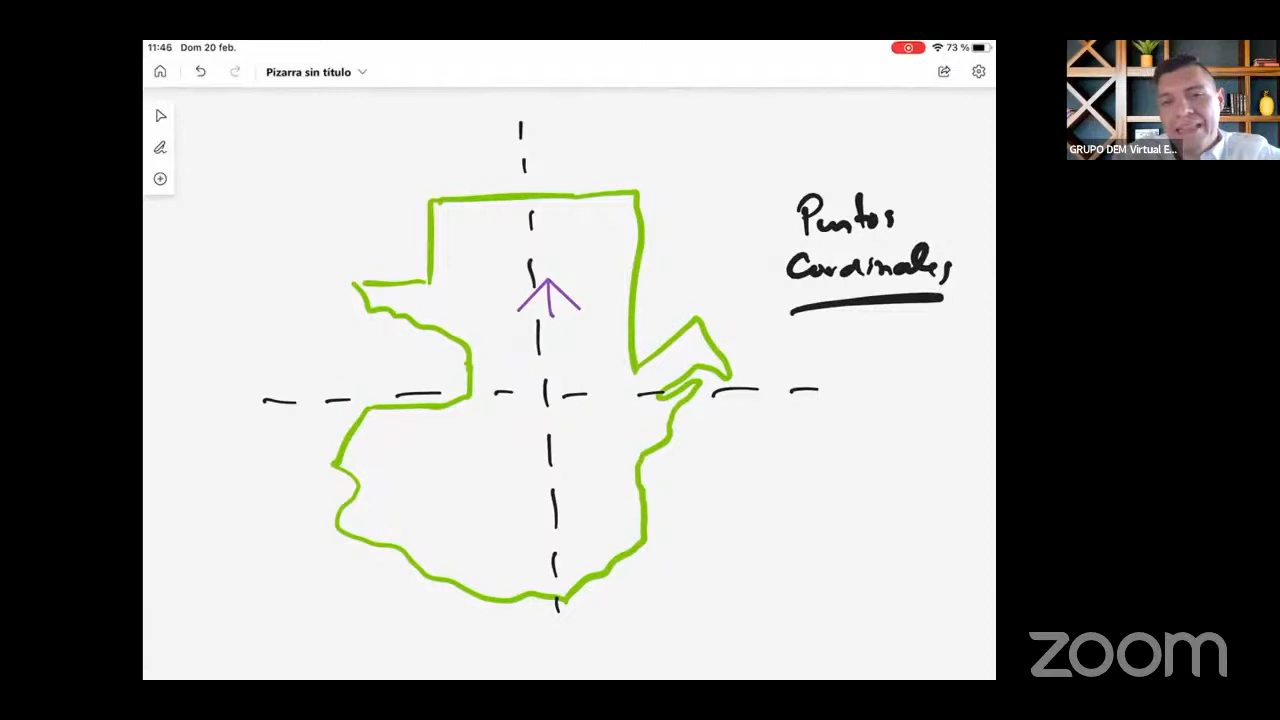 11:46 Dom 20 feb.
73 %
Pizarra sin título
Puntos
Cardinales
GRUPO DEM Virtual E...
zoom